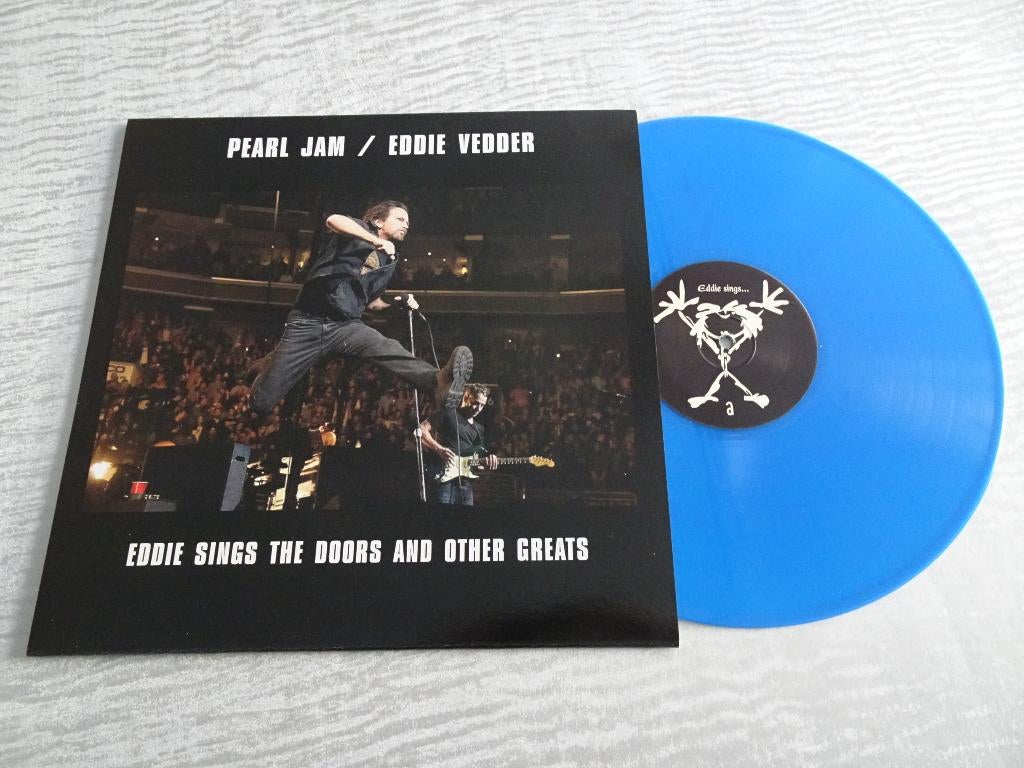 PEARL JAM / EDDIE VEDDER
EDDIE SINGS THE DOORS AND OTHER GREATS
Eddie sings...
a